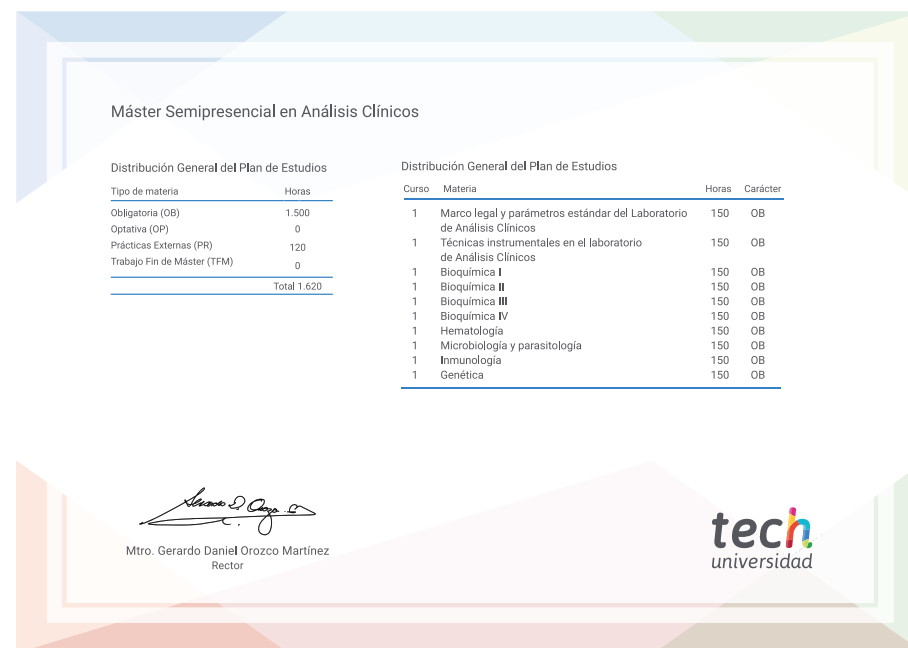 Máster Semipresencial en Análisis Clínicos
Distribución General del Plan de Estudios
Tipo de materia Horas
Obligatoria (OB) 1.500
Optativa (OP) 0
Prácticas Externas (PR) 120
Trabajo Fin de Máster (TFM) 0
Total 1.620
Distribución General del Plan de Estudios
Curso Materia Horas Carácter
1 Marco legal y parámetros estándar del Laboratorio 150 OB
de Análisis Clínicos
1 Técnicas instrumentales en el laboratorio 150 OB
de Análisis Clínicos
1 Bioquímica I 150 OB
1 Bioquímica II 150 OB
1 Bioquímica III 150 OB
1 Bioquímica IV 150 OB
1 Hematología 150 OB
1 Microbiología y parasitología 150 OB
1 Inmunología 150 OB
1 Genética 150 OB
Mtro. Gerardo Daniel Orozco Martínez
Rector
tech
universidad